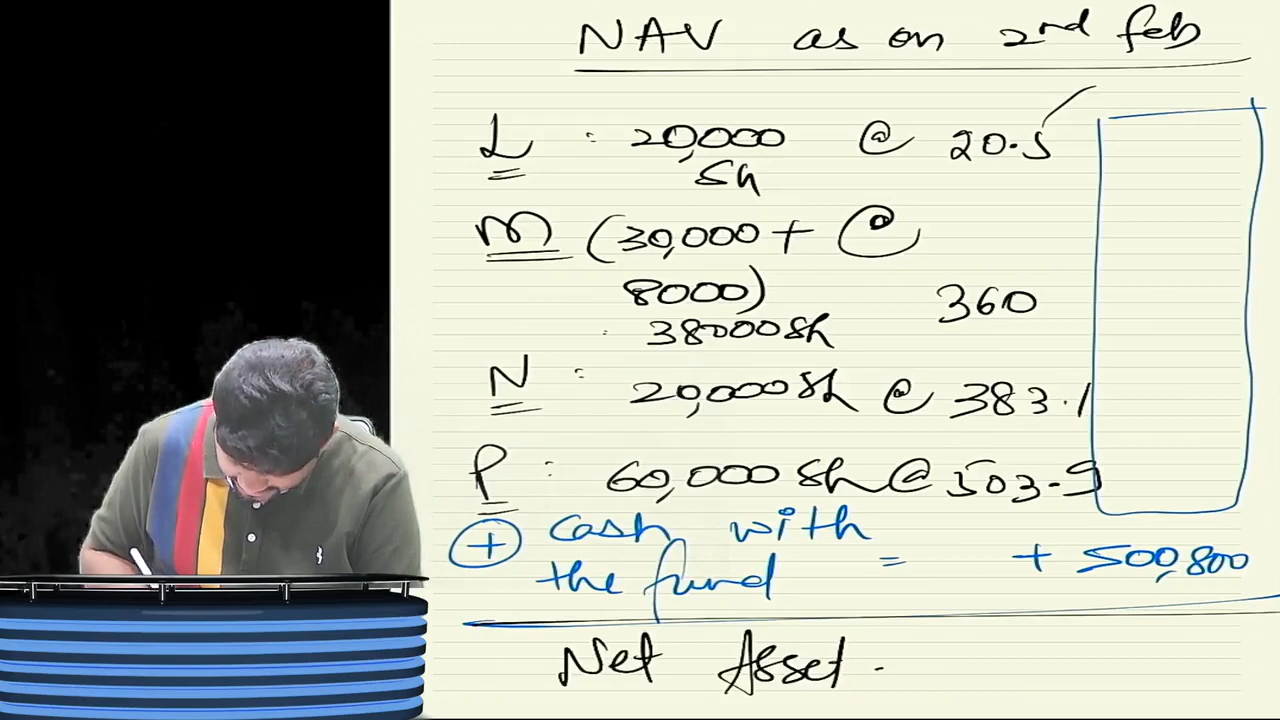 NAV as on 2nd feb
L : 20,000 @ 20.5
Sh
M (30,000 + @
8000)
: 38000 Sh 360
N : 20,000 Sh @ 383.1
P : 60,000 Sh @ 503.9
+ cash with
the fund = + 500,800
Net Asset.